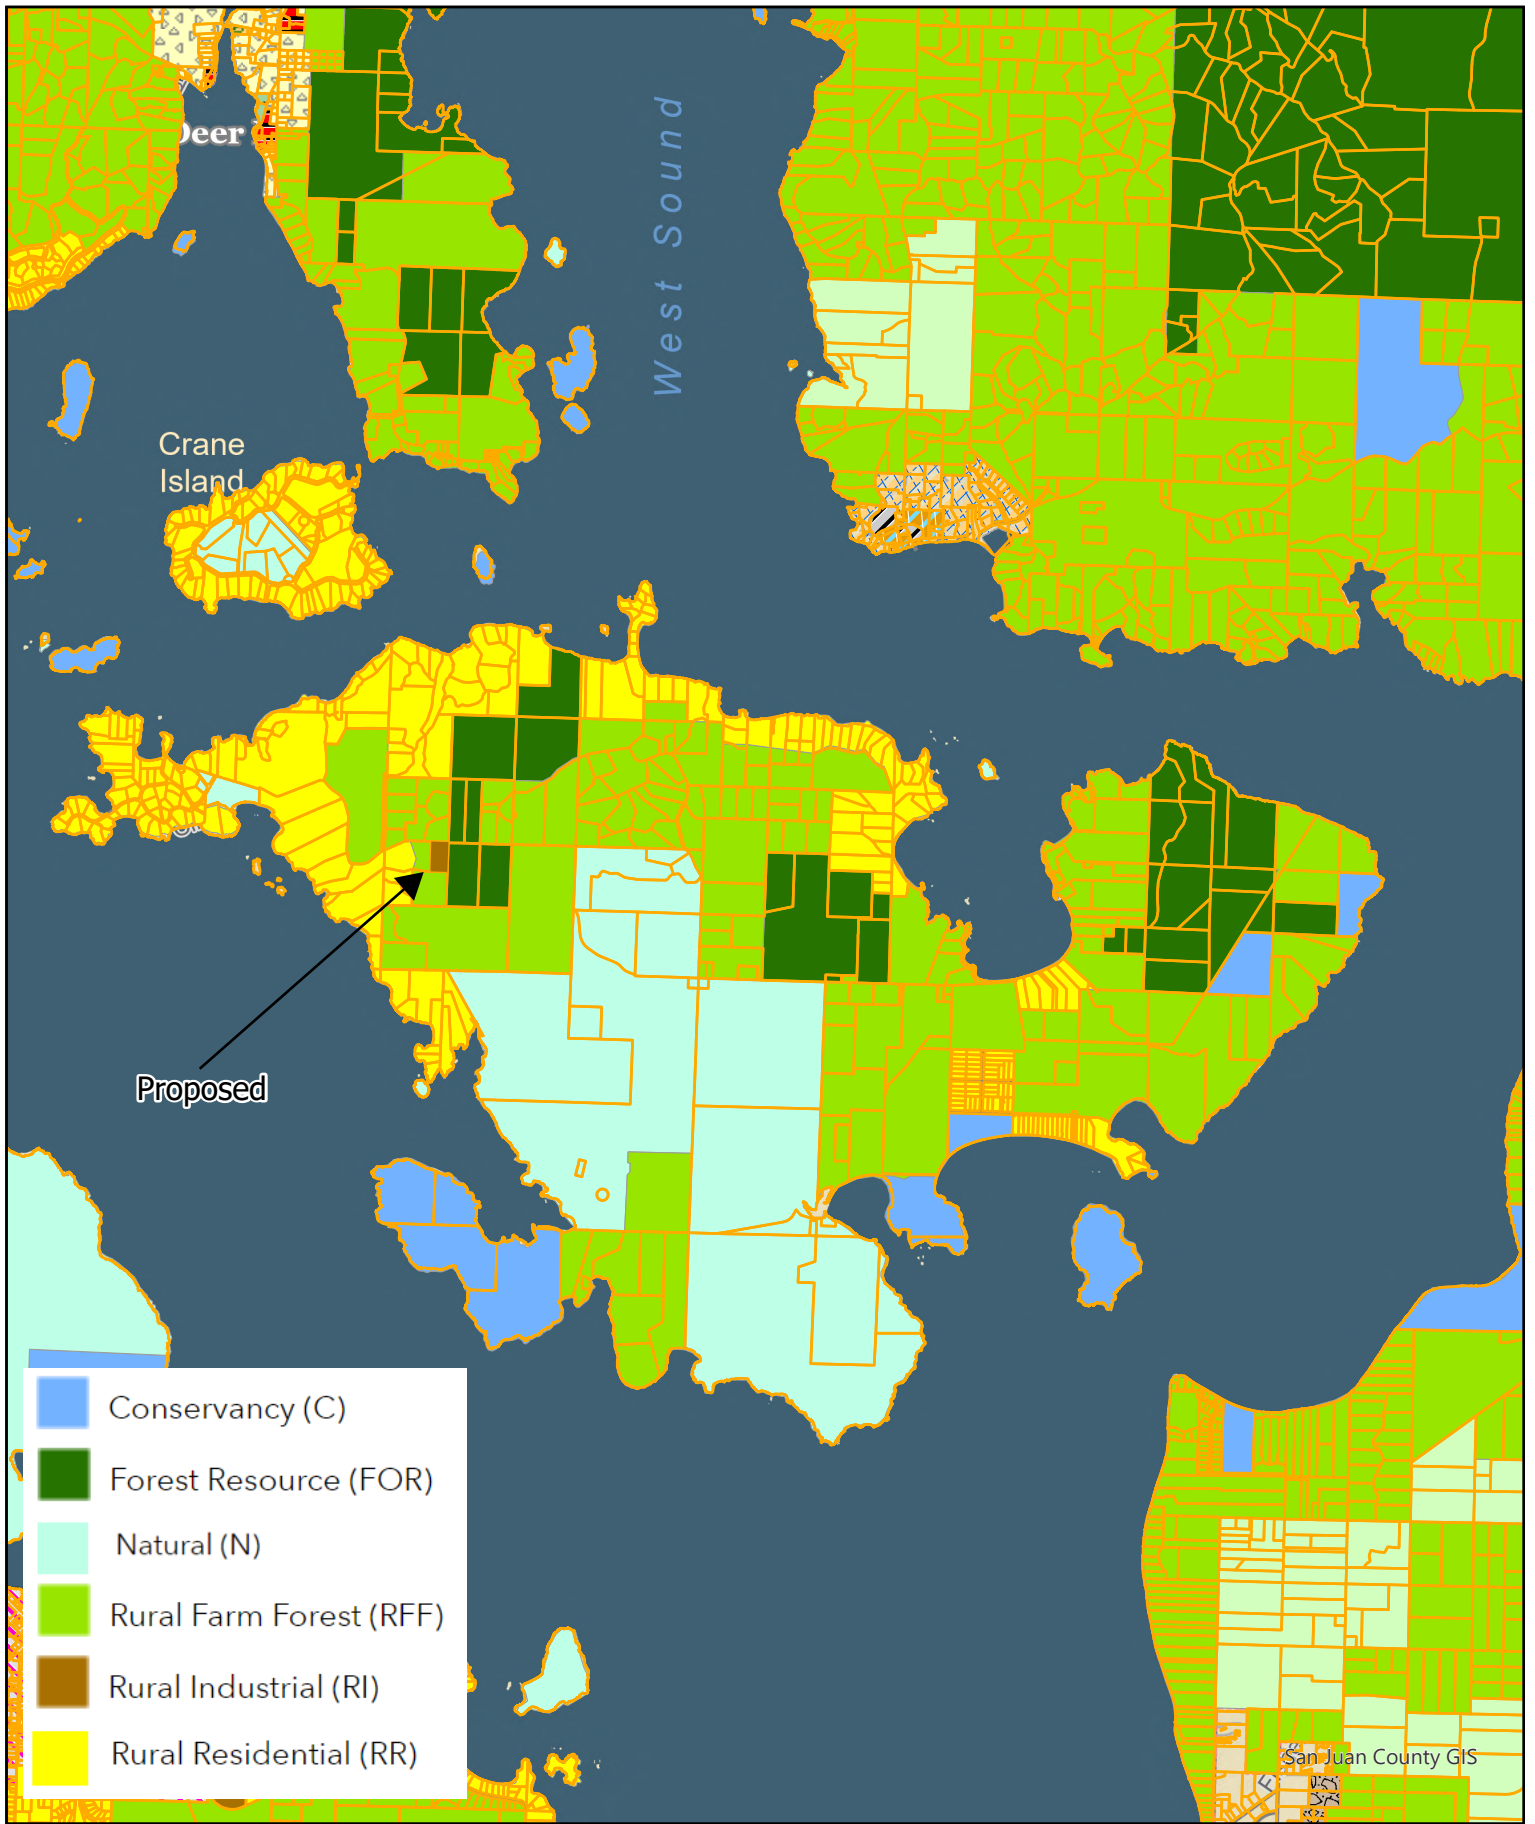 Deer
West Sound
Crane
Island
Proposed
Conservancy (C)
Forest Resource (FOR)
Natural (N)
Rural Farm Forest (RFF)
Rural Industrial (RI)
Rural Residential (RR)
San Juan County GIS
F